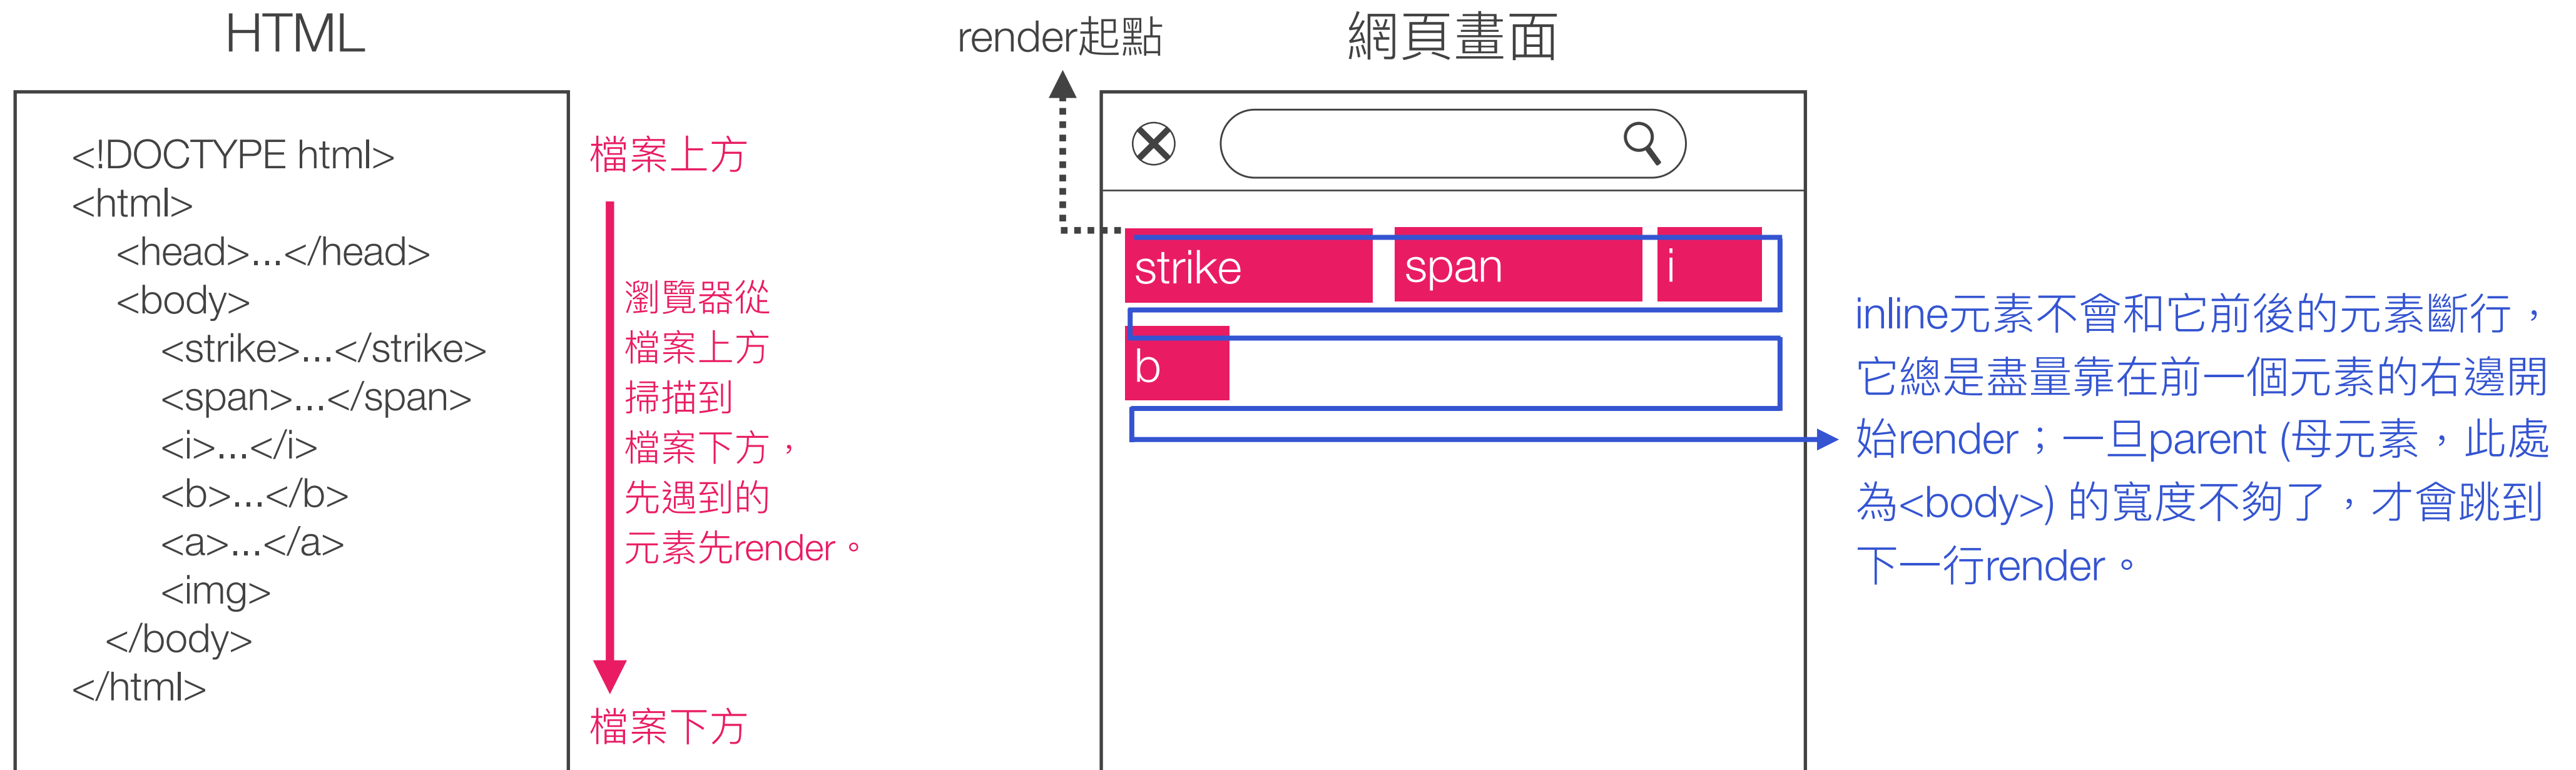 HTML
<!DOCTYPE html>
<html>
<head>...</head>
<body>
<strike>...</strike>
<span>...</span>
<i>...</i>
<b>...</b>
<a>...</a>
<img>
</body>
</html>
檔案上方
瀏覽器從
檔案上方
掃描到
檔案下方，
先遇到的
元素先render。
檔案下方
render起點
網頁畫面
strike
span
i
b
inline元素不會和它前後的元素斷行，
它總是盡量靠在前一個元素的右邊開
始render；一旦parent (母元素，此處
為<body>) 的寬度不夠了，才會跳到
下一行render。